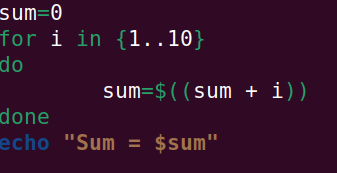 sum=0
for i in {1..10}
do
        sum=$((sum + i))
done
echo "Sum = $sum"